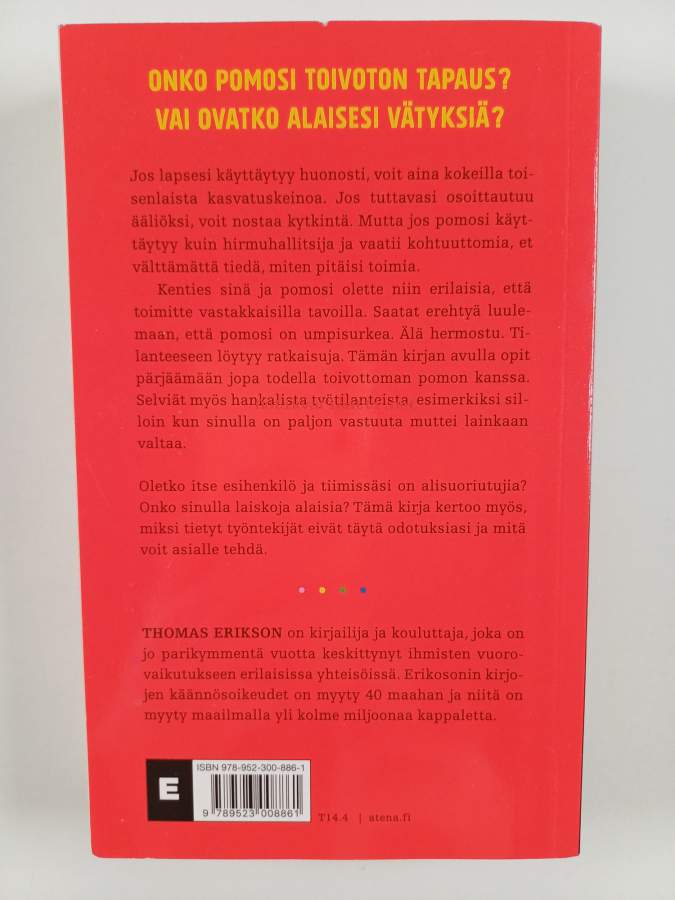 ONKO POMOSI TOIVOTON TAPAUS?
VAI OVATKO ALAISESI VÄTYKSIÄ?
Jos lapsesi käyttäytyy huonosti, voit aina kokeilla toi-
senlaista kasvatuskeinoa. Jos tuttavasi osoittautuu
ääliöksi, voit nostaa kytkintä. Mutta jos pomosi käyt-
täytyy kuin hirmuhallitsija ja vaatii kohtuuttomia, et
välttämättä tiedä, miten pitäisi toimia.
Kenties sinä ja pomosi olette niin erilaisia, että
toimitte vastakkaisilla tavoilla. Saatat erehtyä luule-
maan, että pomosi on umpisurkea. Älä hermostu. Ti-
lanteeseen löytyy ratkaisuja. Tämän kirjan avulla opit
pärjäämään jopa todella toivottoman pomon kanssa.
Selviät myös hankalista työtilanteista, esimerkiksi sil-
loin kun sinulla on paljon vastuuta muttei lainkaan
valtaa.
Oletko itse esihenkilö ja tiimissäsi on alisuoriutujia?
Onko sinulla laiskoja alaisia? Tämä kirja kertoo myös,
miksi tietyt työntekijät eivät täytä odotuksiasi ja mitä
voit asialle tehdä.
THOMAS ERIKSON on kirjailija ja kouluttaja, joka on
jo parikymmentä vuotta keskittynyt ihmisten vuoro-
vaikutukseen erilaisissa yhteisöissä. Eriksonin kirjo-
jen käännösoikeudet on myyty 40 maahan ja niitä on
myyty maailmalla yli kolme miljoonaa kappaletta.
E
ISBN 978-952-300-886-1
9 789523 008861
T14.4 | atena.fi